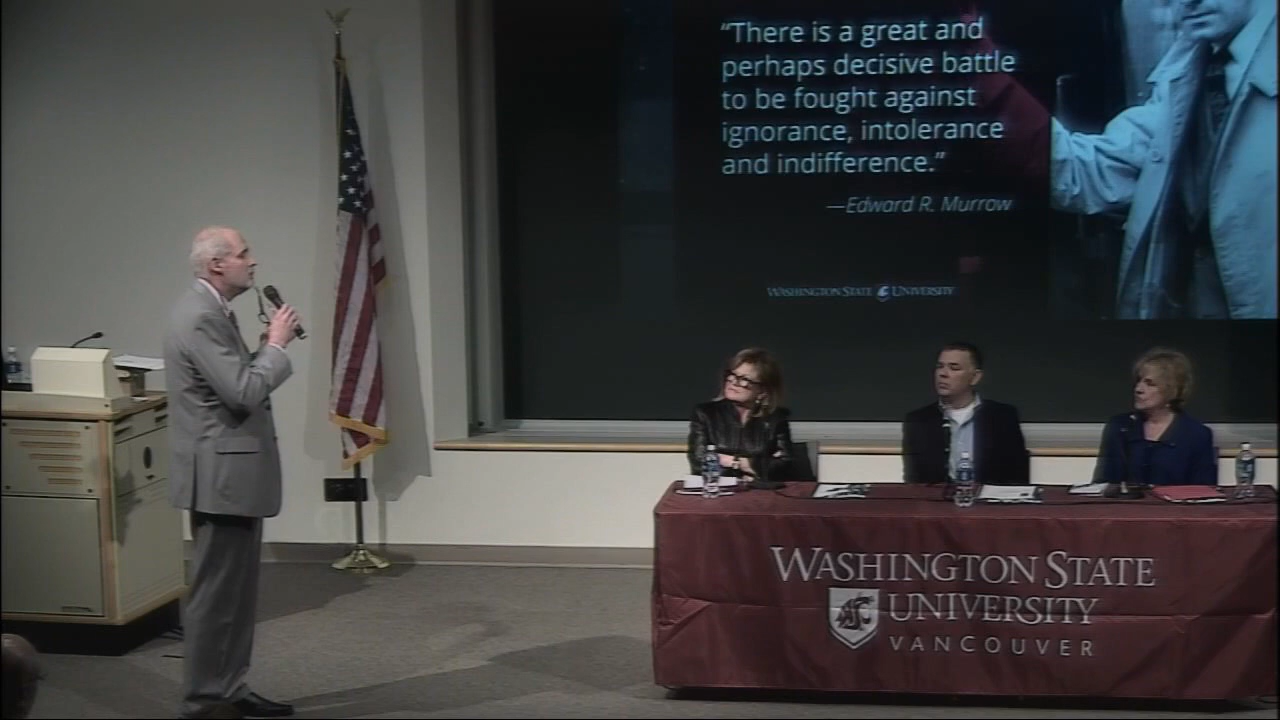 “There is a great and
perhaps decisive battle
to be fought against
ignorance, intolerance
and indifference.”
—Edward R. Murrow
WASHINGTON STATE UNIVERSITY
WASHINGTON STATE
UNIVERSITY
VANCOUVER